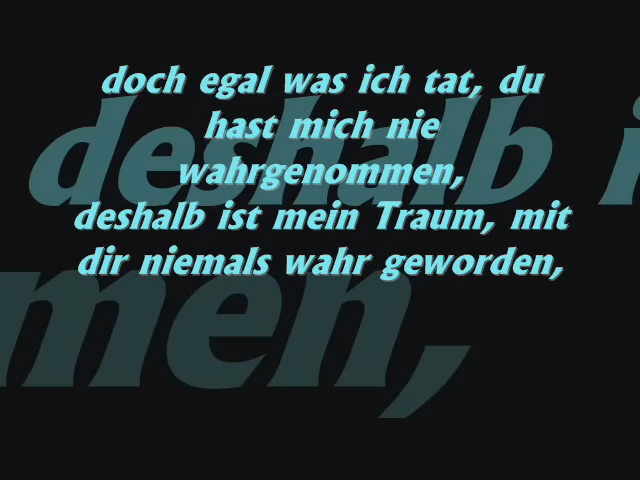 doch egal was ich tat, du
hast mich nie
wahrgenommen,
deshalb ist mein Traum, mit
dir niemals wahr geworden,
deshalb i
men,